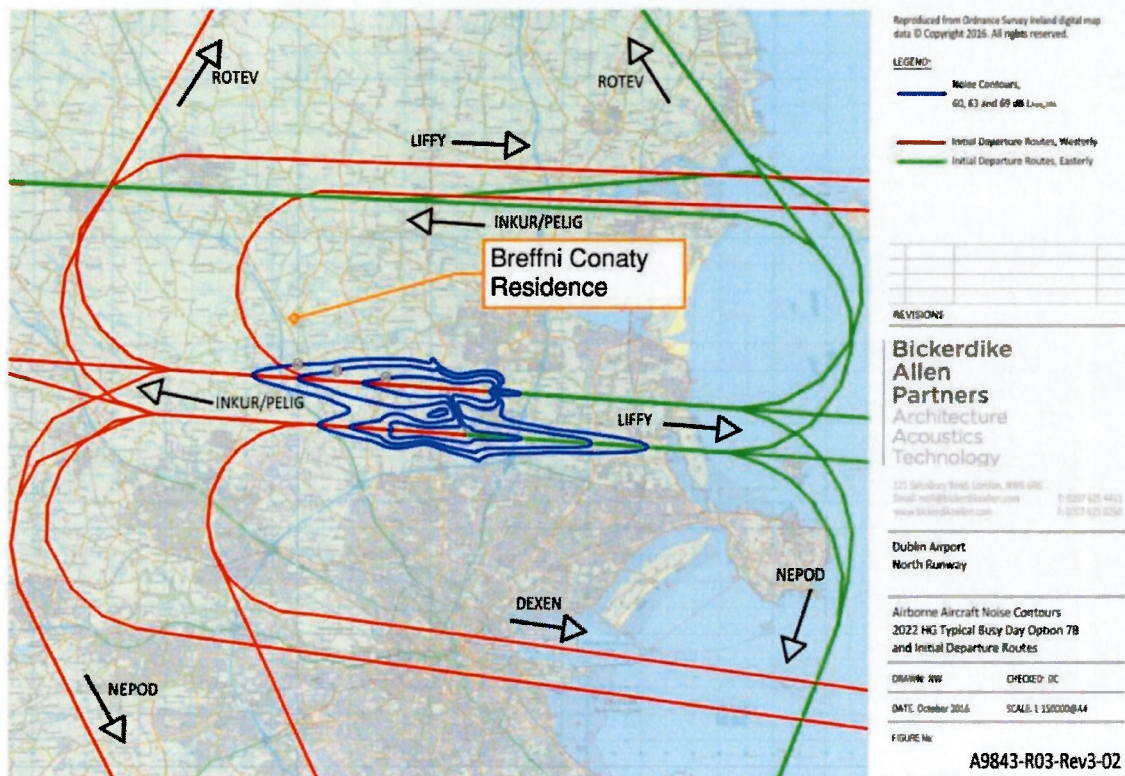 ROTEV
ROTEV
LIFFY
INKUR/PELIG
Breffni Conaty
Residence
INKUR/PELIG
LIFFY
NEPOD
DEXEN
NEPOD
Reproduced from Ordnance Survey Ireland digital map
data © Copyright 2016. All rights reserved.
LEGEND:
Noise Contours,
60, 63 and 69 dB
Initial Departure Routes, Westerly
Initial Departure Routes, Easterly
REVISIONS
Bickerdike
Allen
Partners
Architecture
Acoustics
Technology
Dublin Airport
North Runway
Airborne Aircraft Noise Contours
2022 HG Typical Busy Day Option 7B
and Initial Departure Routes
DRAWN: NW CHECKED: DC
DATE: October 2016 SCALE: 1:150000@A4
FIGURE No:
A9843-R03-Rev3-02